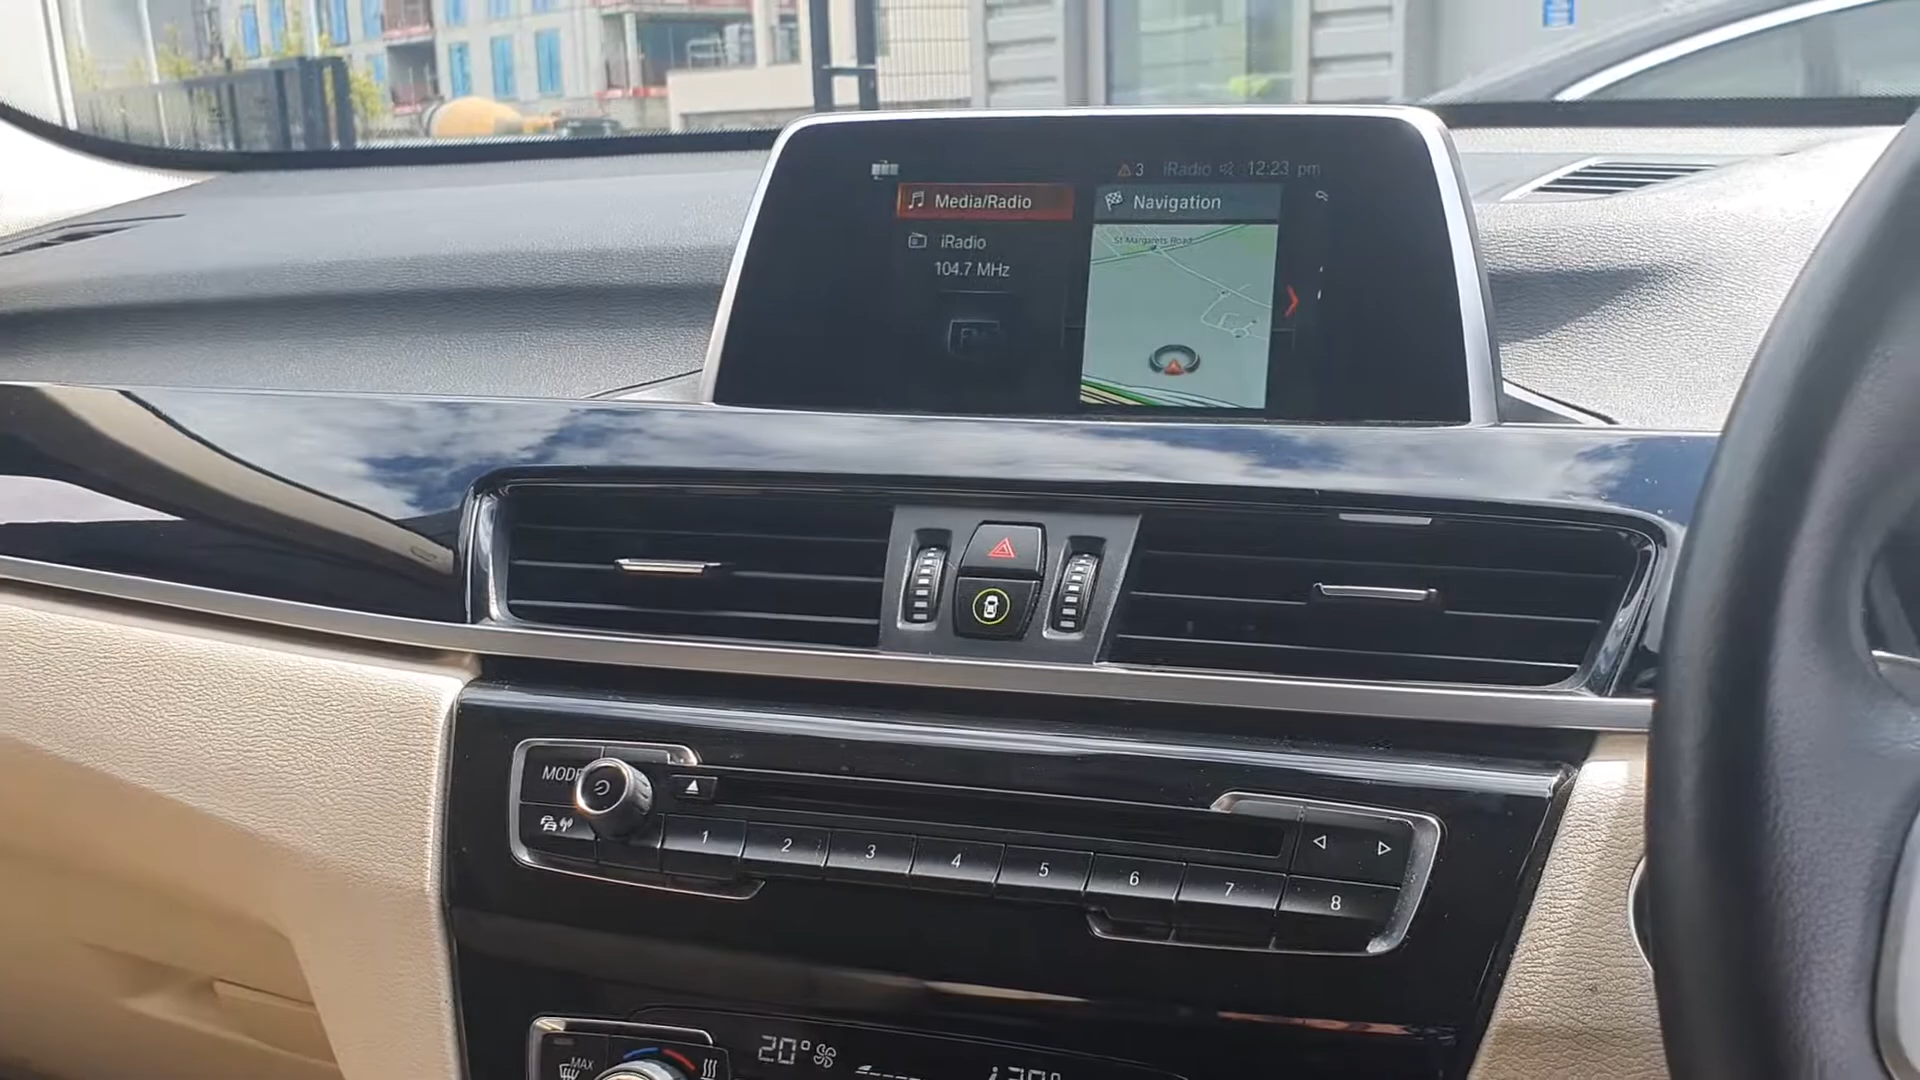 3 iRadio 12:23 pm
Media/Radio
Navigation
iRadio
104.7 MHz
St Margarets Road
MODE
1 2 3 4 5 6 7 8
20°
MAX